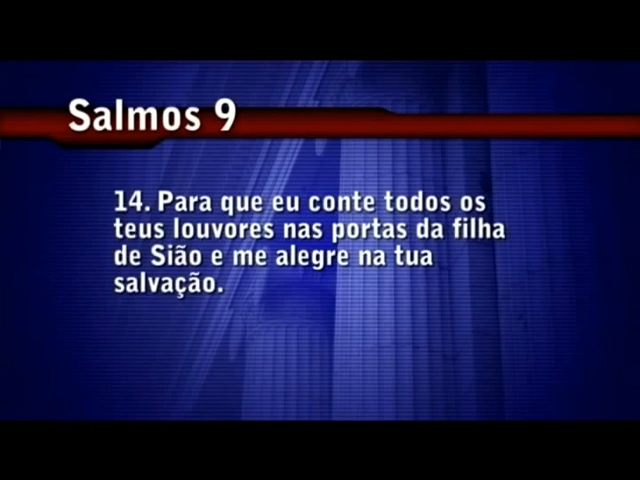 Salmos 9
14. Para que eu conte todos os
teus louvores nas portas da filha
de Sião e me alegre na tua
salvação.